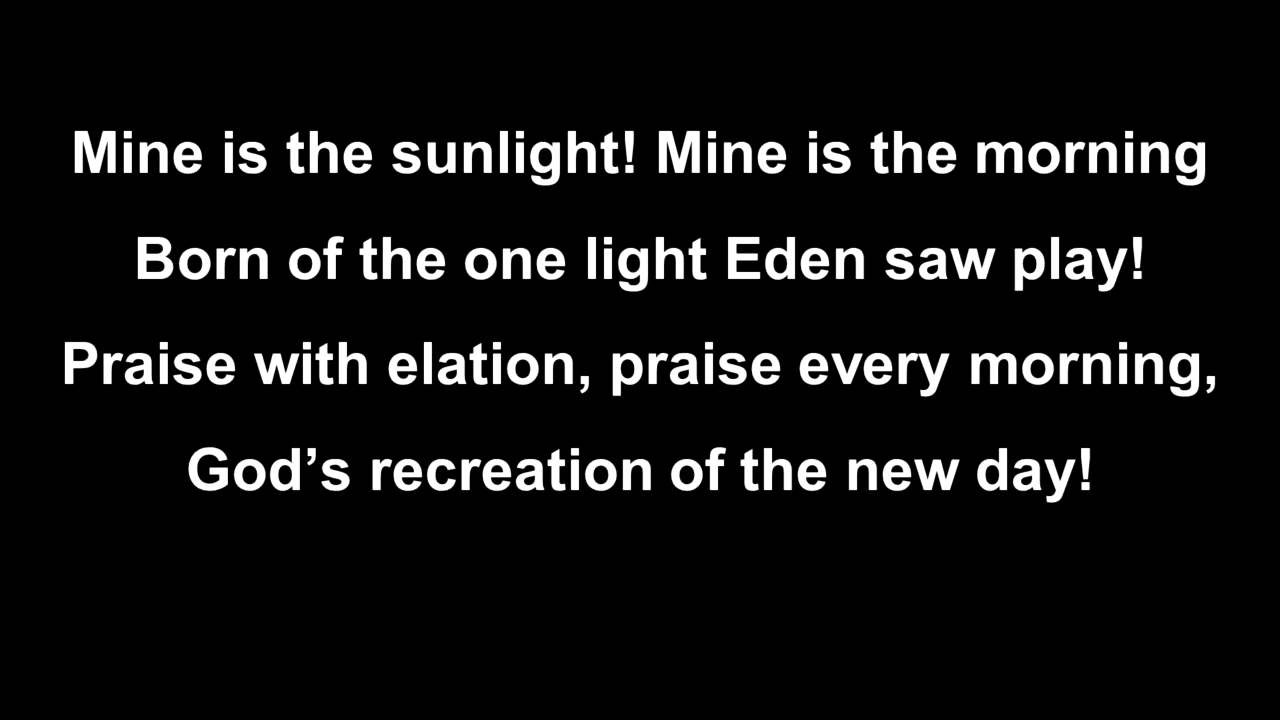 Mine is the sunlight! Mine is the morning
Born of the one light Eden saw play!
Praise with elation, praise every morning,
God’s recreation of the new day!